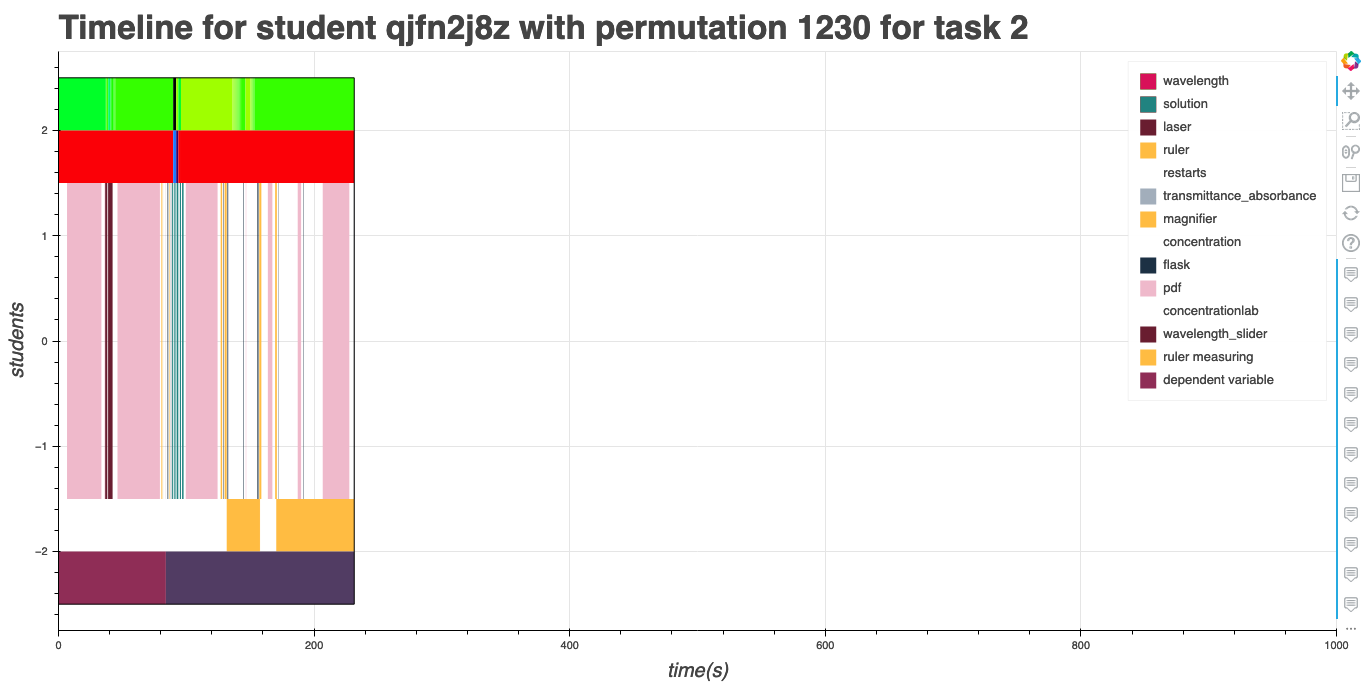 Timeline for student qjfn2j8z with permutation 1230 for task 2
wavelength
solution
laser
ruler
restarts
transmittance_absorbance
magnifier
concentration
flask
pdf
concentrationlab
wavelength_slider
ruler measuring
dependent variable
students
2
1
0
−1
−2
0
200
400
600
800
1000
time(s)